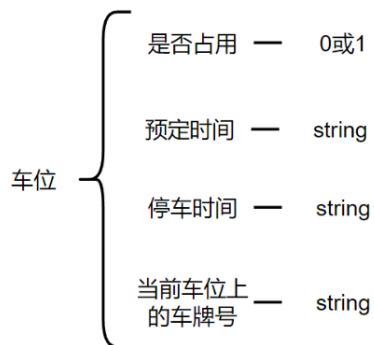 是否占用 — 0或1
预定时间 — string
车位
停车时间 — string
当前车位上
的车牌号 — string